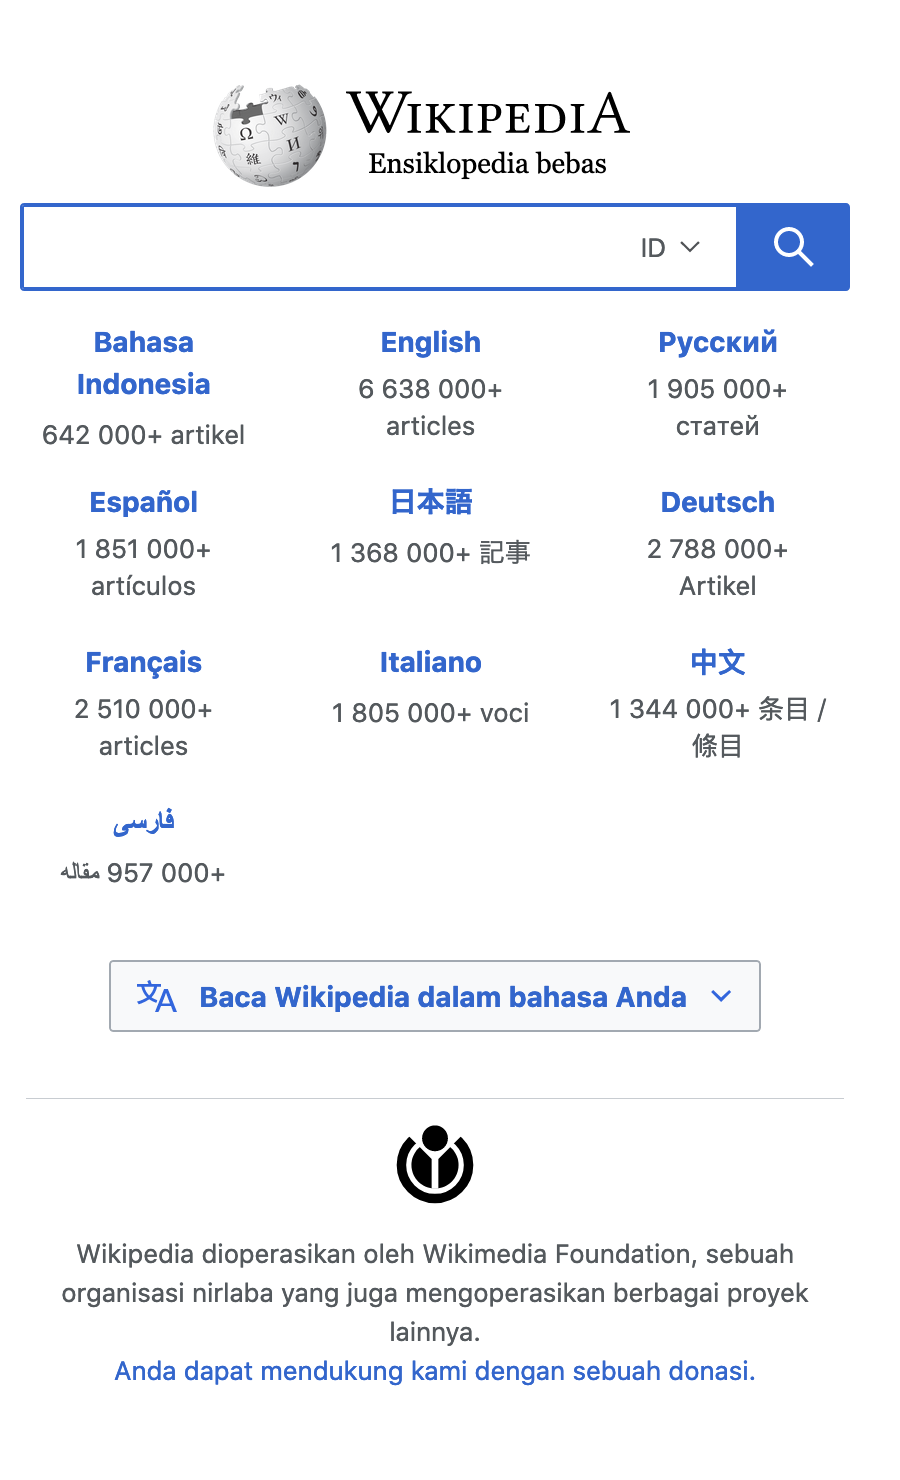 WIKIPEDIA
Ensiklopedia bebas
ID
Bahasa
Indonesia
642 000+ artikel
English
6 638 000+
articles
Русский
1 905 000+
статей
Español
1 851 000+
artículos
日本語
1 368 000+ 記事
Deutsch
2 788 000+
Artikel
Français
2 510 000+
articles
Italiano
1 805 000+ voci
中文
1 344 000+ 条目 /
條目
فارسی
957 000+ مقاله
Baca Wikipedia dalam bahasa Anda
Wikipedia dioperasikan oleh Wikimedia Foundation, sebuah
organisasi nirlaba yang juga mengoperasikan berbagai proyek
lainnya.
Anda dapat mendukung kami dengan sebuah donasi.